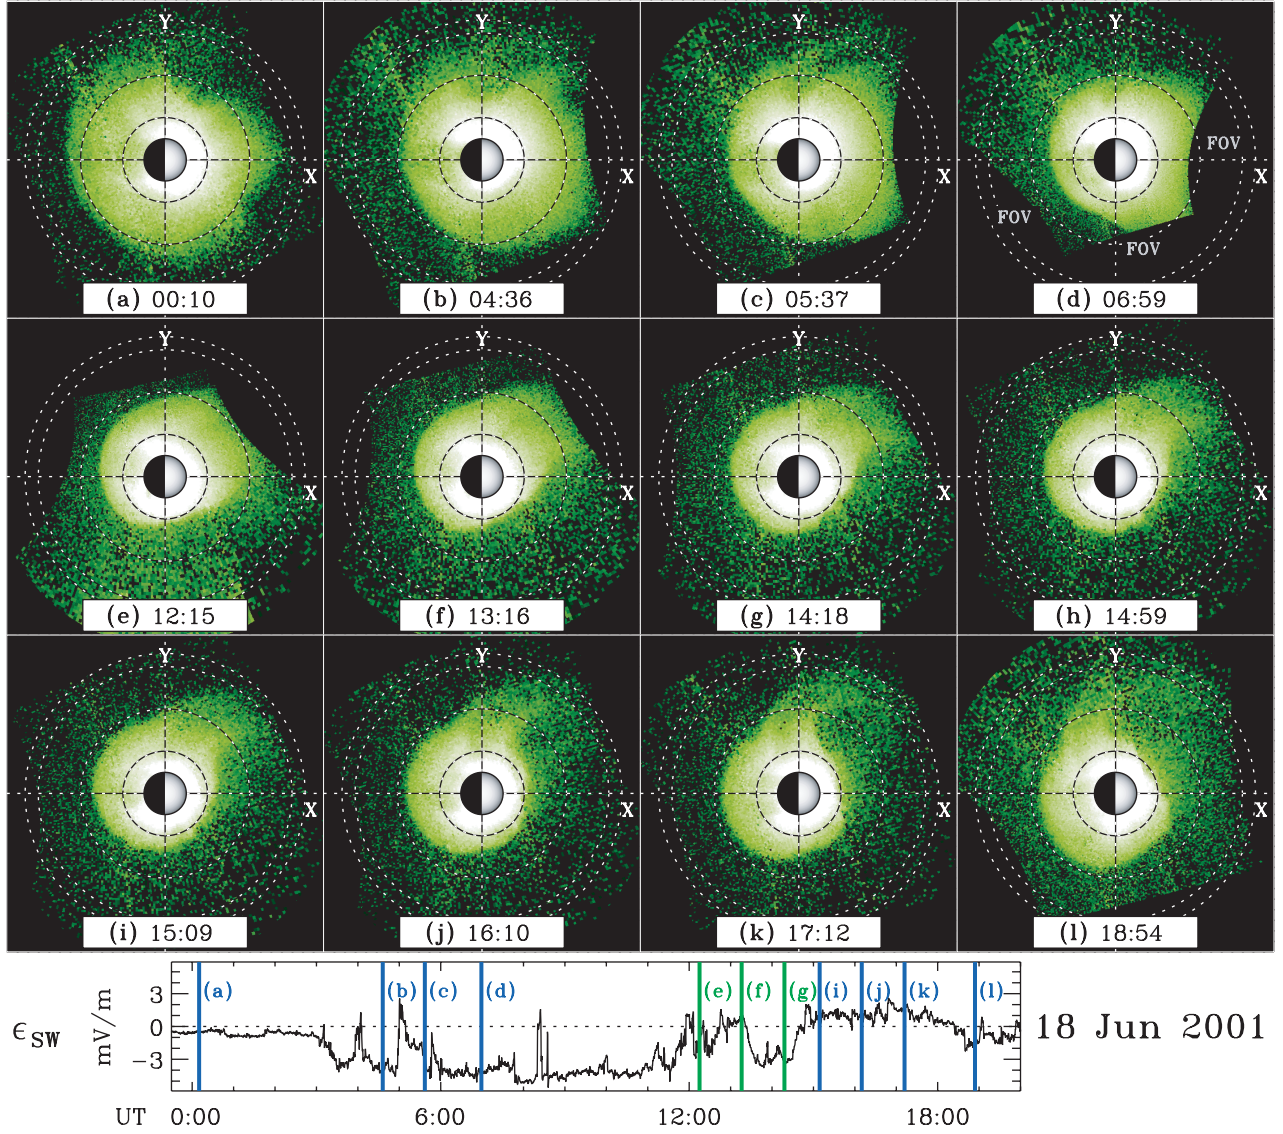 Y Y Y Y
FOV
X X X X
FOV
FOV
(a) 00:10 (b) 04:36 (c) 05:37 (d) 06:59
Y Y Y Y
X X X X
(e) 12:15 (f) 13:16 (g) 14:18 (h) 14:59
Y Y Y Y
X X X X
(i) 15:09 (j) 16:10 (k) 17:12 (l) 18:54
(a) (b) (c) (d) (e) (f) (g) (i) (j) (k) (l)
3
0
−3
mV/m
ϵSW
18 Jun 2001
UT 0:00 6:00 12:00 18:00